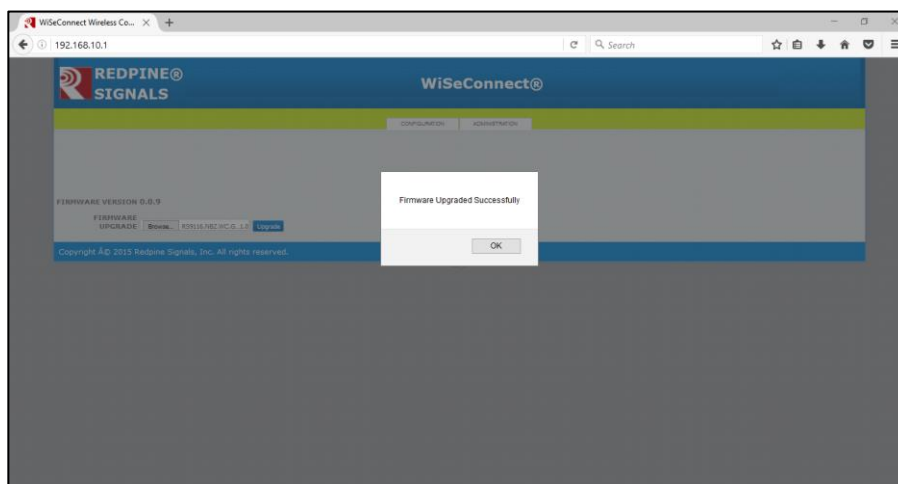 WiSeConnect Wireless Co...
192.168.10.1
Search
REDPINE®
SIGNALS
WiSeConnect®
CONFIGURATION ADMINISTRATION
Firmware Upgraded Successfully
OK
FIRMWARE VERSION 0.0.9
FIRMWARE
UPGRADE Browse... Upgrade
Copyright Â© 2015 Redpine Signals, Inc. All rights reserved.